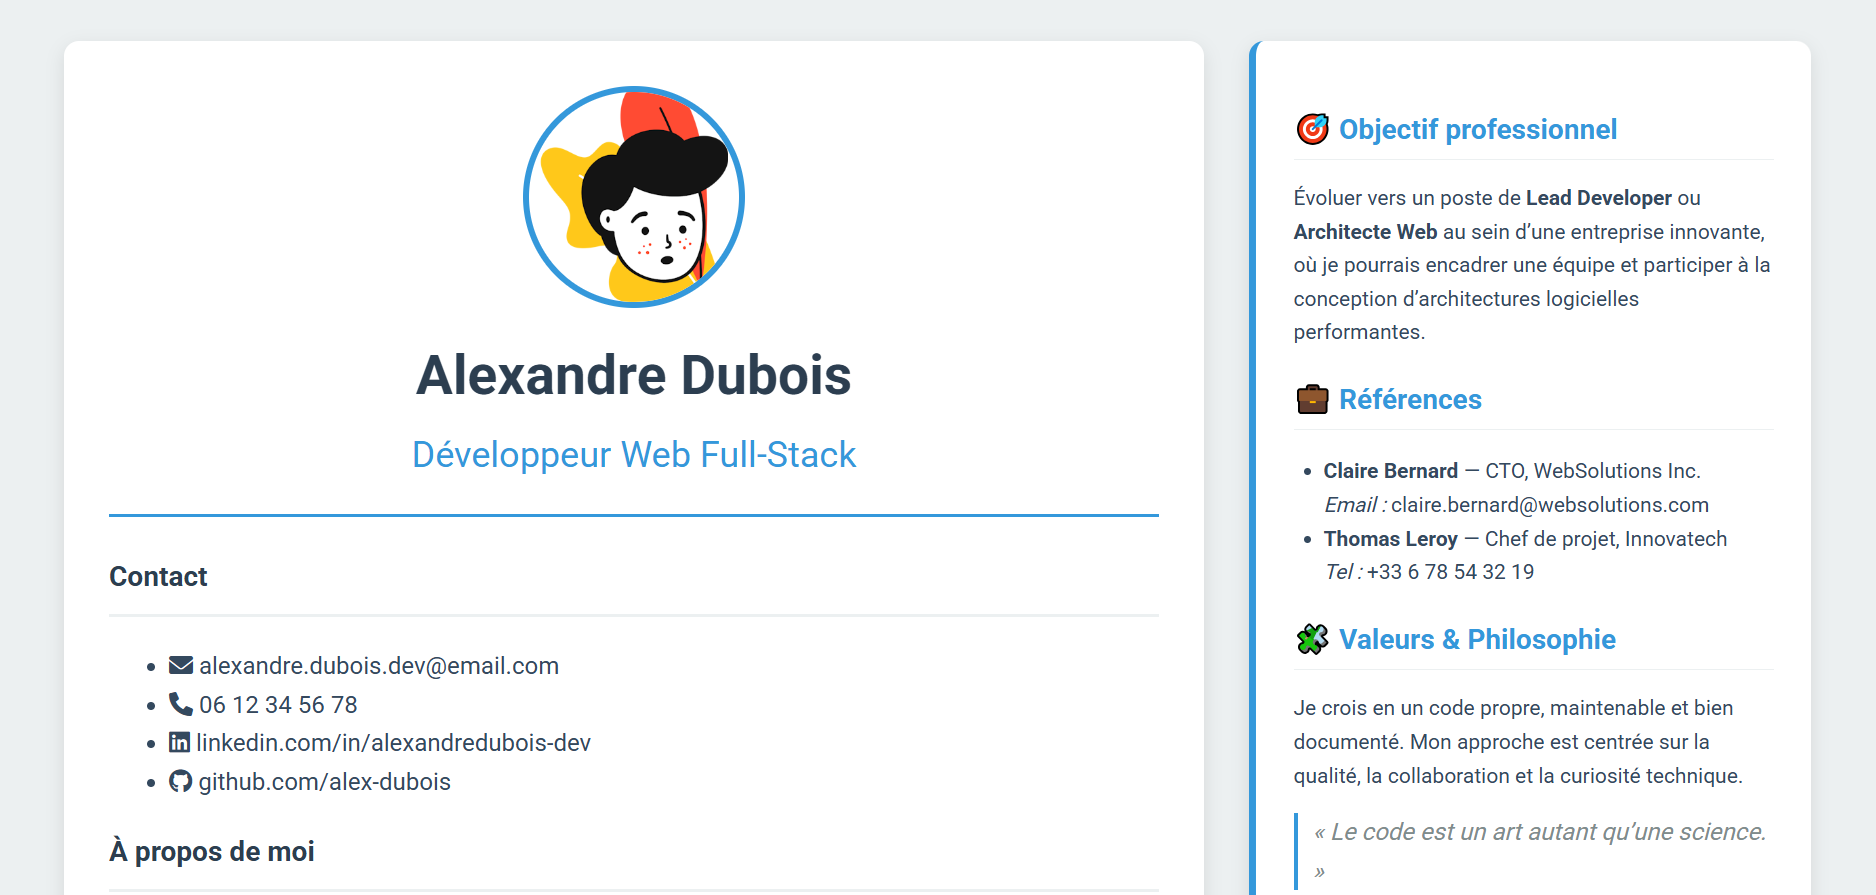 Alexandre Dubois
Développeur Web Full-Stack
Contact
alexandre.dubois.dev@email.com
06 12 34 56 78
linkedin.com/in/alexandredubois-dev
github.com/alex-dubois
À propos de moi
Objectif professionnel
Évoluer vers un poste de Lead Developer ou
Architecte Web au sein d’une entreprise innovante,
où je pourrais encadrer une équipe et participer à la
conception d’architectures logicielles
performantes.
Références
Claire Bernard — CTO, WebSolutions Inc.
Email : claire.bernard@websolutions.com
Thomas Leroy — Chef de projet, Innovatech
Tel : +33 6 78 54 32 19
Valeurs & Philosophie
Je crois en un code propre, maintenable et bien
documenté. Mon approche est centrée sur la
qualité, la collaboration et la curiosité technique.
« Le code est un art autant qu’une science.
»